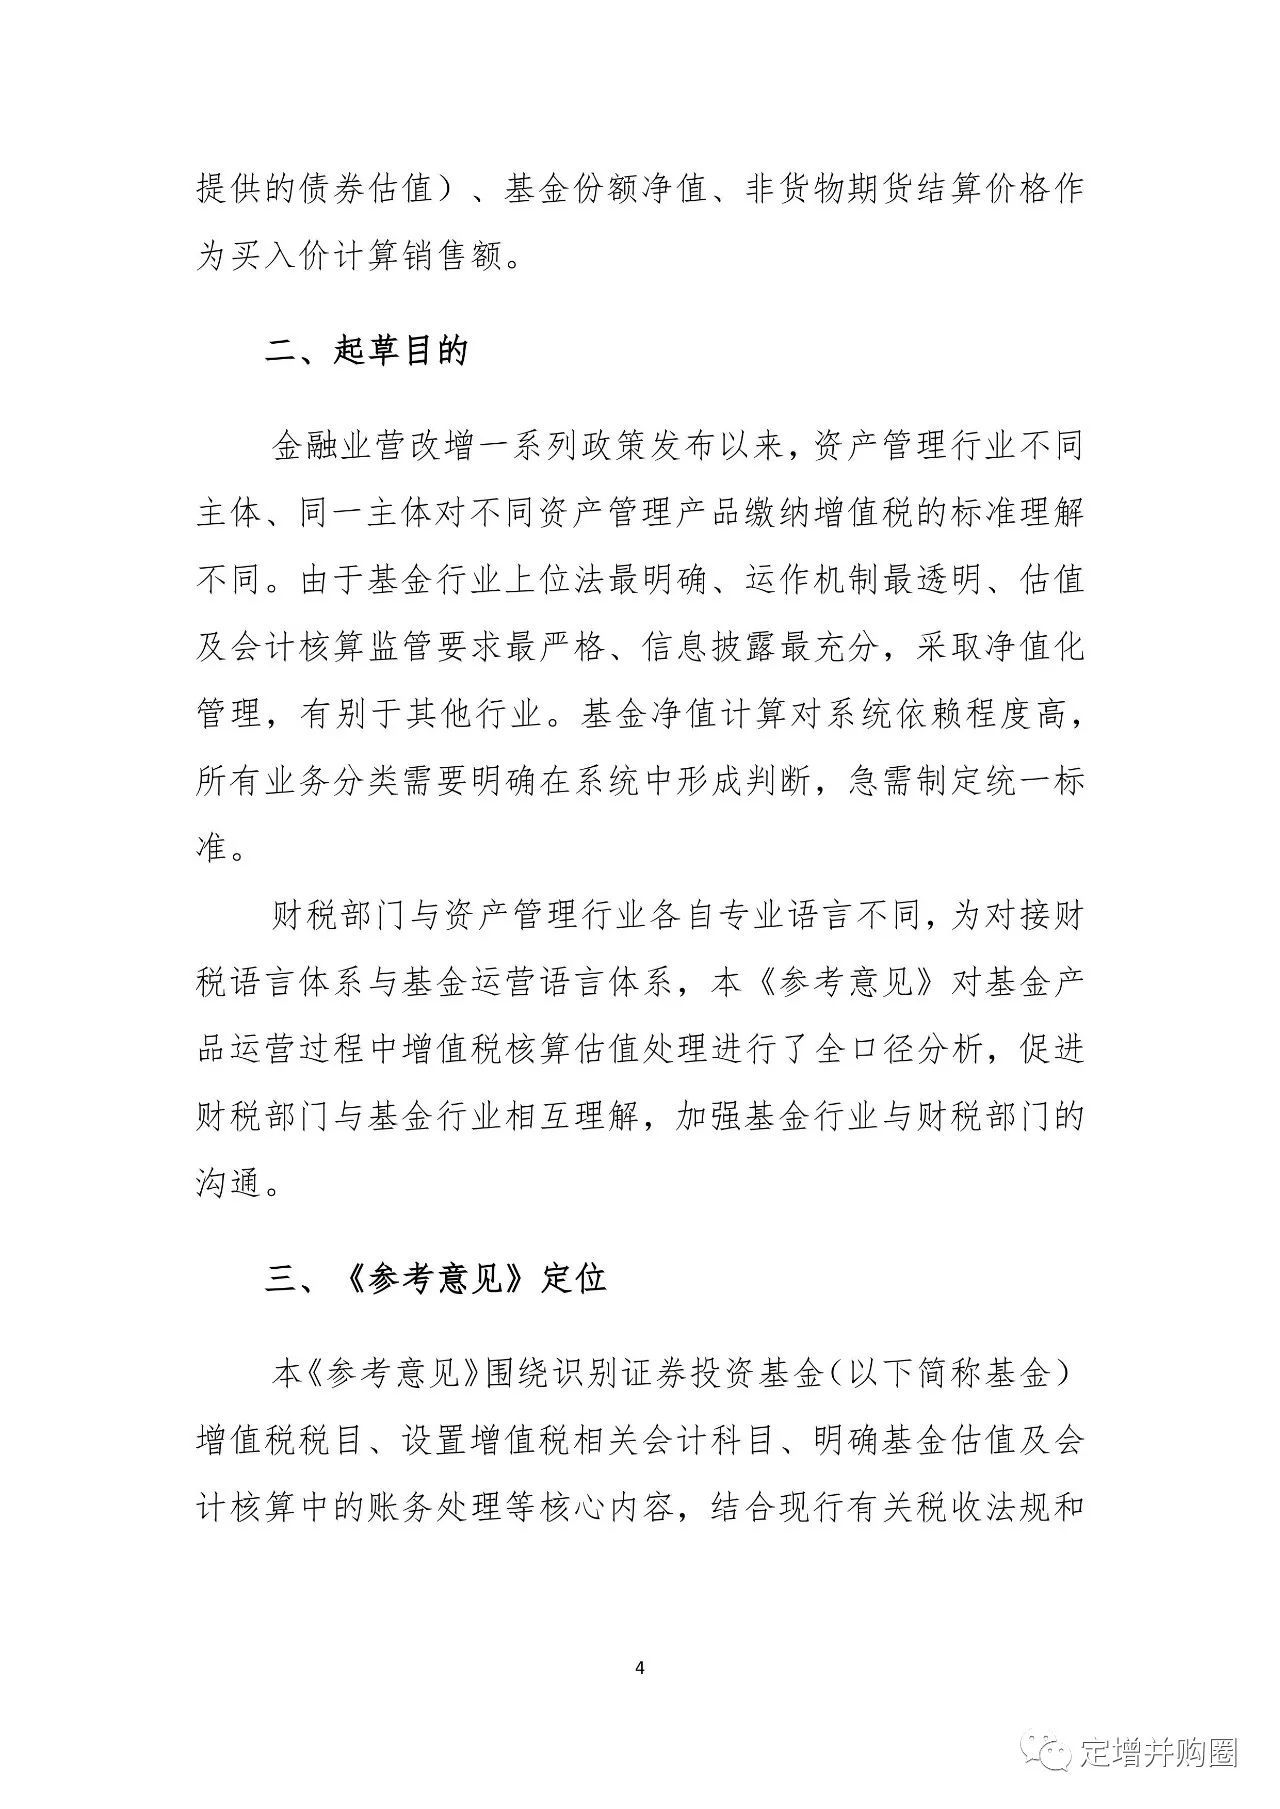 提供的债券估值）、基金份额净值、非货物期货结算价格作
为买入价计算销售额。
二、起草目的
金融业营改增一系列政策发布以来，资产管理行业不同
主体、同一主体对不同资产管理产品缴纳增值税的标准理解
不同。由于基金行业上位法最明确、运作机制最透明、估值
及会计核算监管要求最严格、信息披露最充分，采取净值化
管理，有别于其他行业。基金净值计算对系统依赖程度高，
所有业务分类需要明确在系统中形成判断，急需制定统一标
准。
财税部门与资产管理行业各自专业语言不同，为对接财
税语言体系与基金运营语言体系，本《参考意见》对基金产
品运营过程中增值税核算估值处理进行了全口径分析，促进
财税部门与基金行业相互理解，加强基金行业与财税部门的
沟通。
三、《参考意见》定位
本《参考意见》围绕识别证券投资基金（以下简称基金）
增值税税目、设置增值税相关会计科目、明确基金估值及会
计核算中的账务处理等核心内容，结合现行有关税收法规和
4
定增并购圈